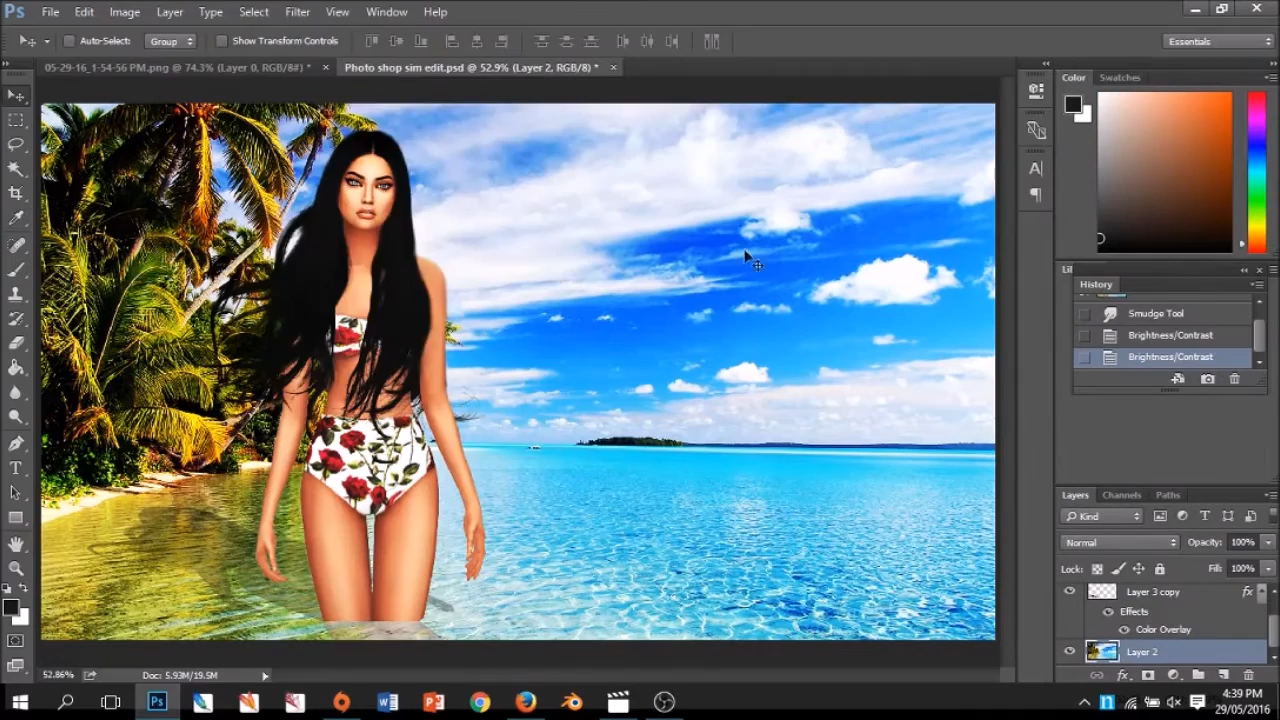 Ps File Edit Image Layer Type Select Filter View Window Help
Auto-Select: Group Show Transform Controls Essentials
05-29-16_1-54-56 PM.png @ 74.3% (Layer 0, RGB/8#) * × Photo shop sim edit.psd @ 52.9% (Layer 2, RGB/8) * ×
Color Swatches
History
Smudge Tool
Brightness/Contrast
Brightness/Contrast
Layers Channels Paths
Kind
Normal Opacity: 100%
Lock: Fill: 100%
Layer 3 copy fx
Effects
Color Overlay
Layer 2
52.86% Doc: 5.93M/19.5M
4:39 PM
29/05/2016